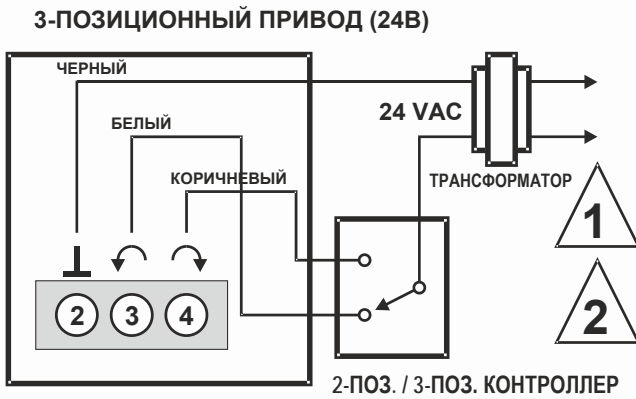 3-ПОЗИЦИОННЫЙ ПРИВОД (24В)
ЧЕРНЫЙ
24 VAC
БЕЛЫЙ
КОРИЧНЕВЫЙ
ТРАНСФОРМАТОР
1
2 3 4
2
2-ПОЗ. / 3-ПОЗ. КОНТРОЛЛЕР